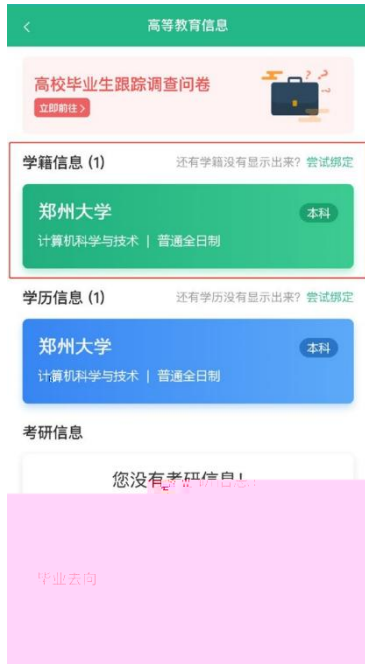 高等教育信息
高校毕业生跟踪调查问卷
立即前往>
学籍信息 (1) 还有学籍没有显示出来? 尝试绑定
郑州大学 本科
计算机科学与技术 | 普通全日制
学历信息 (1) 还有学历没有显示出来? 尝试绑定
郑州大学 本科
计算机科学与技术 | 普通全日制
考研信息
您没有考研信息!
毕业去向